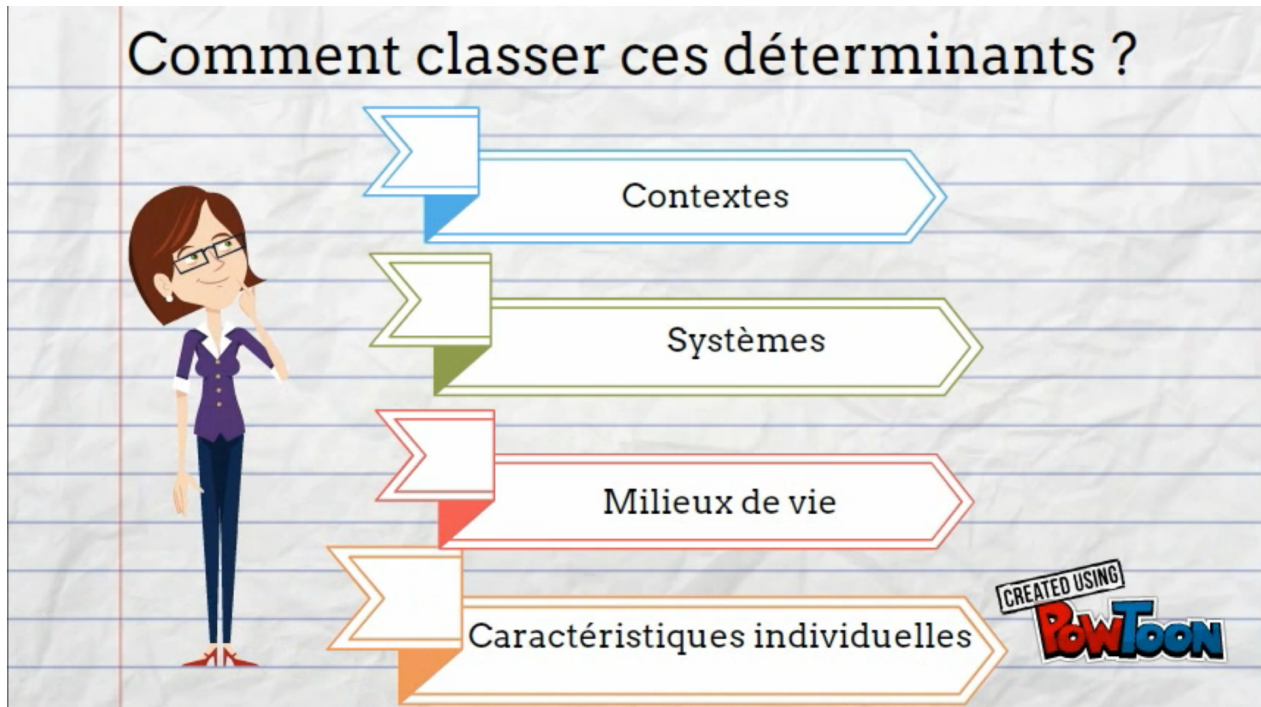 Comment classer ces déterminants ?
Contextes
Systèmes
Milieux de vie
Caractéristiques individuelles
CREATED USING
POWTOON